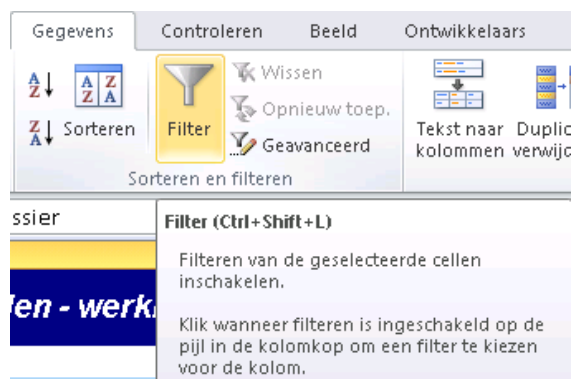 Gegevens Controleren Beeld Ontwikkelaars
Wissen
Opnieuw toep.
Sorteren Filter Geavanceerd
Tekst naar
kolommen
Duplic
verwijd
Sorteren en filteren
ssier
Filter (Ctrl+Shift+L)
Filteren van de geselecteerde cellen
inschakelen.
len - werk
Klik wanneer filteren is ingeschakeld op de
pijl in de kolomkop om een filter te kiezen
voor de kolom.